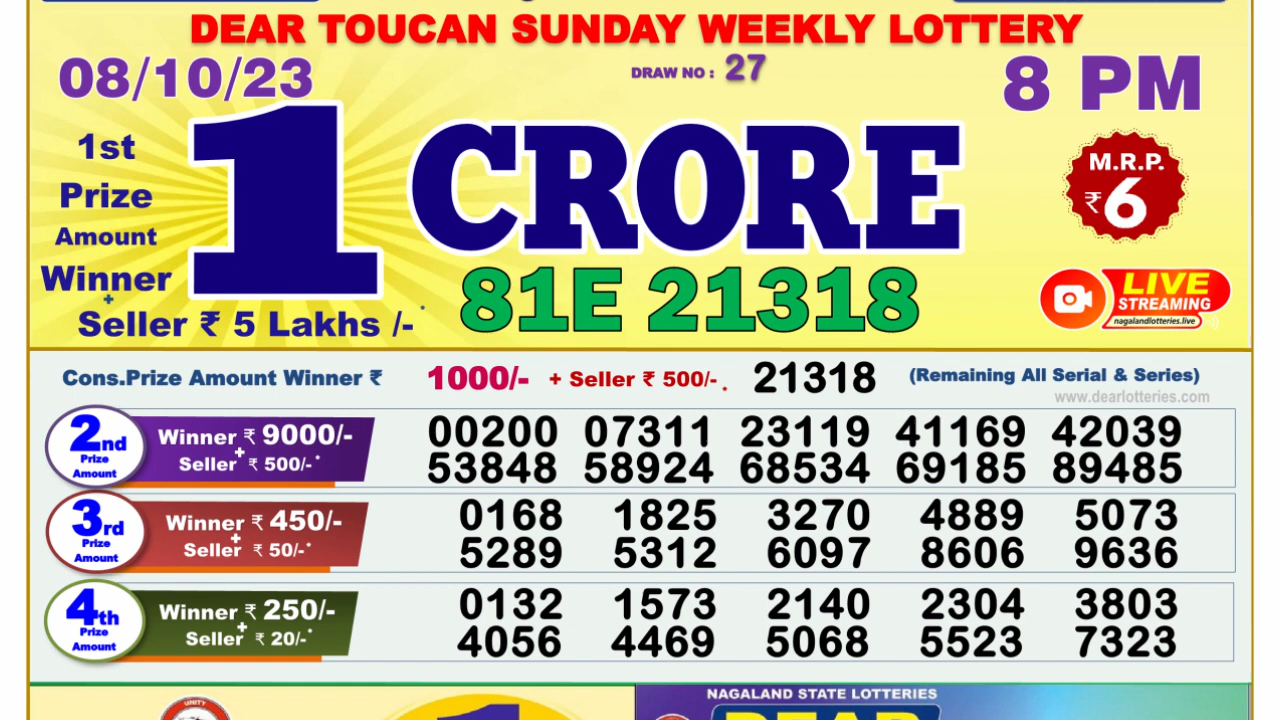 DEAR TOUCAN SUNDAY WEEKLY LOTTERY
08/10/23
DRAW NO : 27
8 PM
1st
Prize
Amount
Winner
+
Seller ₹ 5 Lakhs /-*
1 CRORE
81E 21318
M.R.P.
₹ 6
LIVE
STREAMING
nagalandlotteries.live
Cons.Prize Amount Winner ₹ 1000/- + Seller ₹ 500/- . 21318 (Remaining All Serial & Series)
www.dearlotteries.com
2nd
Prize
Amount
Winner ₹ 9000/-
+
Seller ₹ 500/-*
00200 07311 23119 41169 42039
53848 58924 68534 69185 89485
3rd
Prize
Amount
Winner ₹ 450/-
+
Seller ₹ 50/-*
0168 1825 3270 4889 5073
5289 5312 6097 8606 9636
4th
Prize
Amount
Winner ₹ 250/-
+
Seller ₹ 20/-*
0132 1573 2140 2304 3803
4056 4469 5068 5523 7323
UNITY
1
NAGALAND STATE LOTTERIES
DEAR